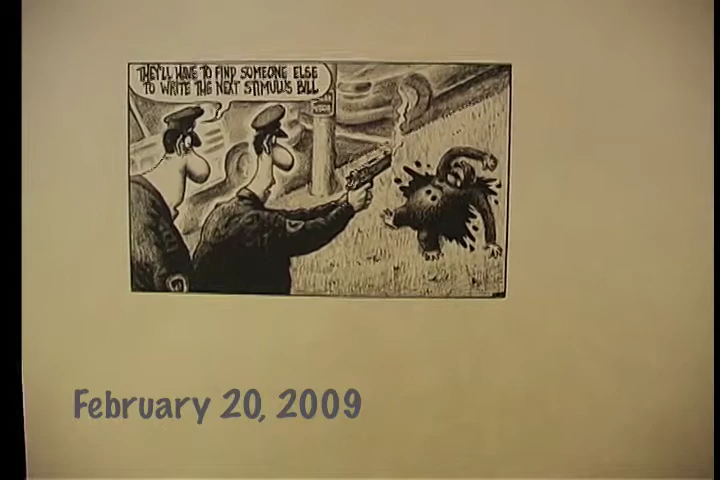 THEY'LL HAVE TO FIND SOMEONE ELSE
TO WRITE THE NEXT STIMULUS BILL
February 20, 2009